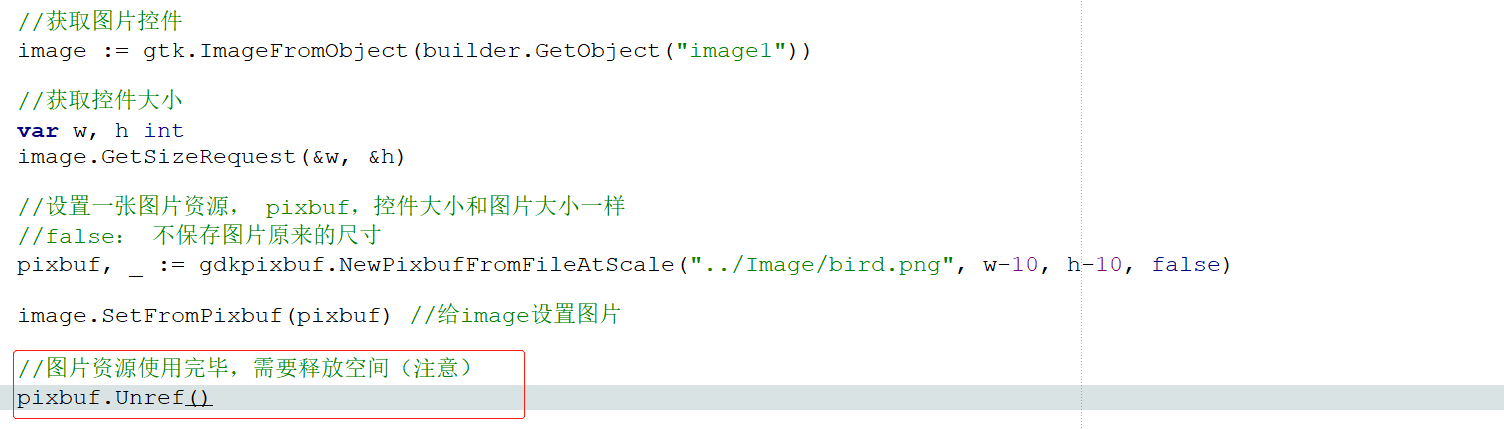 //获取图片控件
image := gtk.ImageFromObject(builder.GetObject("image1"))
//获取控件大小
var w, h int
image.GetSizeRequest(&w, &h)
//设置一张图片资源， pixbuf，控件大小和图片大小一样
//false： 不保存图片原来的尺寸
pixbuf, _ := gdkpixbuf.NewPixbufFromFileAtScale("../Image/bird.png", w-10, h-10, false)
image.SetFromPixbuf(pixbuf) //给image设置图片
//图片资源使用完毕，需要释放空间（注意）
pixbuf.Unref()